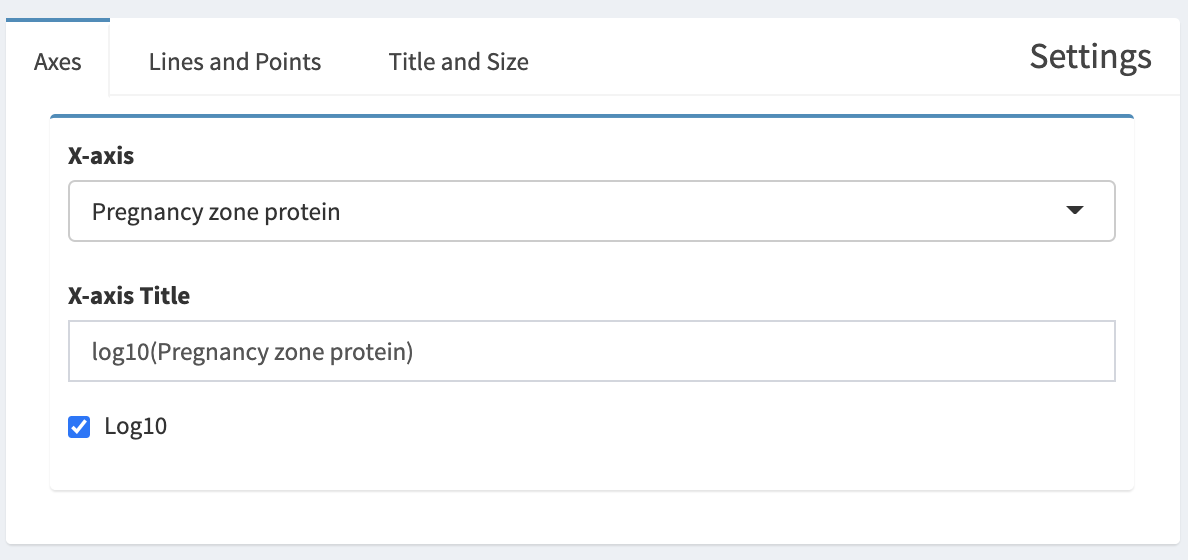 Axes
Lines and Points
Title and Size
Settings
X-axis
Pregnancy zone protein
X-axis Title
log10(Pregnancy zone protein)
Log10